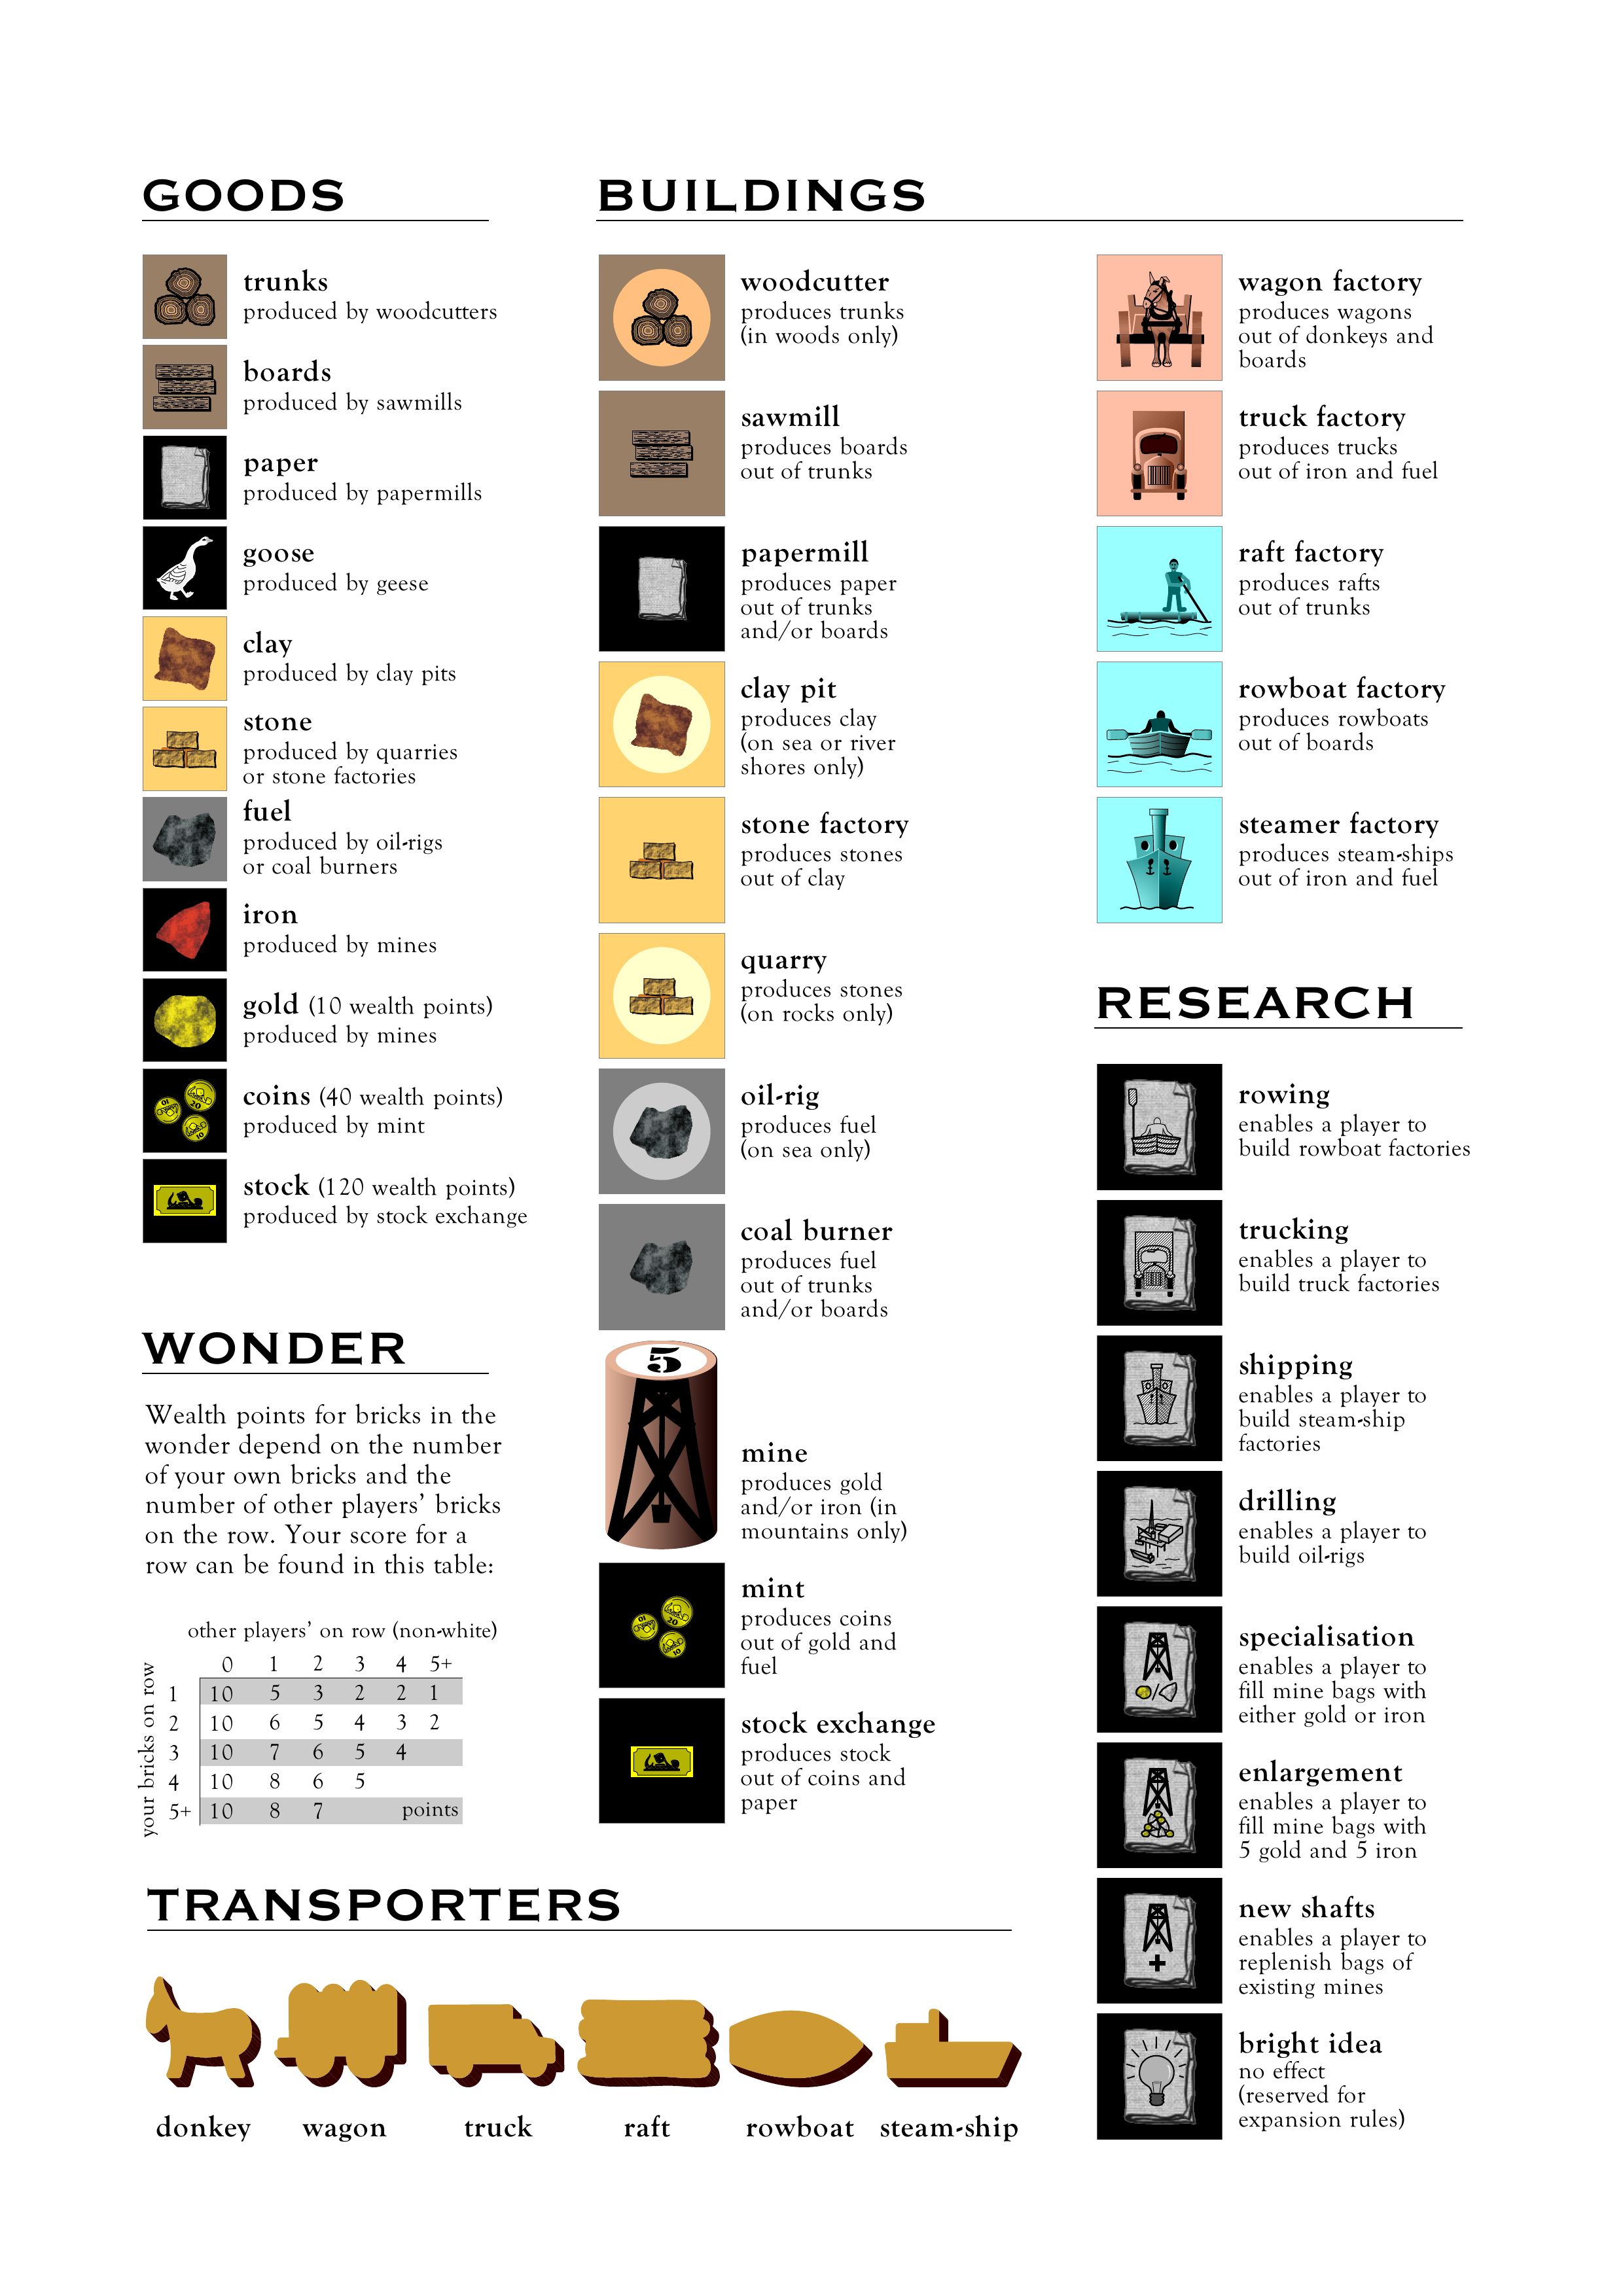 GOODS
trunks
produced by woodcutters
boards
produced by sawmills
paper
produced by papermills
goose
produced by geese
clay
produced by clay pits
stone
produced by quarries
or stone factories
fuel
produced by oil-rigs
or coal burners
iron
produced by mines
gold (10 wealth points)
produced by mines
coins (40 wealth points)
produced by mint
stock (120 wealth points)
produced by stock exchange
WONDER
Wealth points for bricks in the
wonder depend on the number
of your own bricks and the
number of other players' bricks
on the row. Your score for a
row can be found in this table:
other players' on row (non-white)
your bricks on row
0 1 2 3 4 5+
1 10 5 3 2 2 1
2 10 6 5 4 3 2
3 10 7 6 5 4
4 10 8 6 5
5+ 10 8 7 points
BUILDINGS
woodcutter
produces trunks
(in woods only)
sawmill
produces boards
out of trunks
papermill
produces paper
out of trunks
and/or boards
clay pit
produces clay
(on sea or river
shores only)
stone factory
produces stones
out of clay
quarry
produces stones
(on rocks only)
oil-rig
produces fuel
(on sea only)
coal burner
produces fuel
out of trunks
and/or boards
5
mine
produces gold
and/or iron (in
mountains only)
mint
produces coins
out of gold and
fuel
stock exchange
produces stock
out of coins and
paper
wagon factory
produces wagons
out of donkeys and
boards
truck factory
produces trucks
out of iron and fuel
raft factory
produces rafts
out of trunks
rowboat factory
produces rowboats
out of boards
steamer factory
produces steam-ships
out of iron and fuel
RESEARCH
rowing
enables a player to
build rowboat factories
trucking
enables a player to
build truck factories
shipping
enables a player to
build steam-ship
factories
drilling
enables a player to
build oil-rigs
specialisation
enables a player to
fill mine bags with
either gold or iron
enlargement
enables a player to
fill mine bags with
5 gold and 5 iron
new shafts
enables a player to
replenish bags of
existing mines
bright idea
no effect
(reserved for
expansion rules)
TRANSPORTERS
donkey
wagon
truck
raft
rowboat
steam-ship